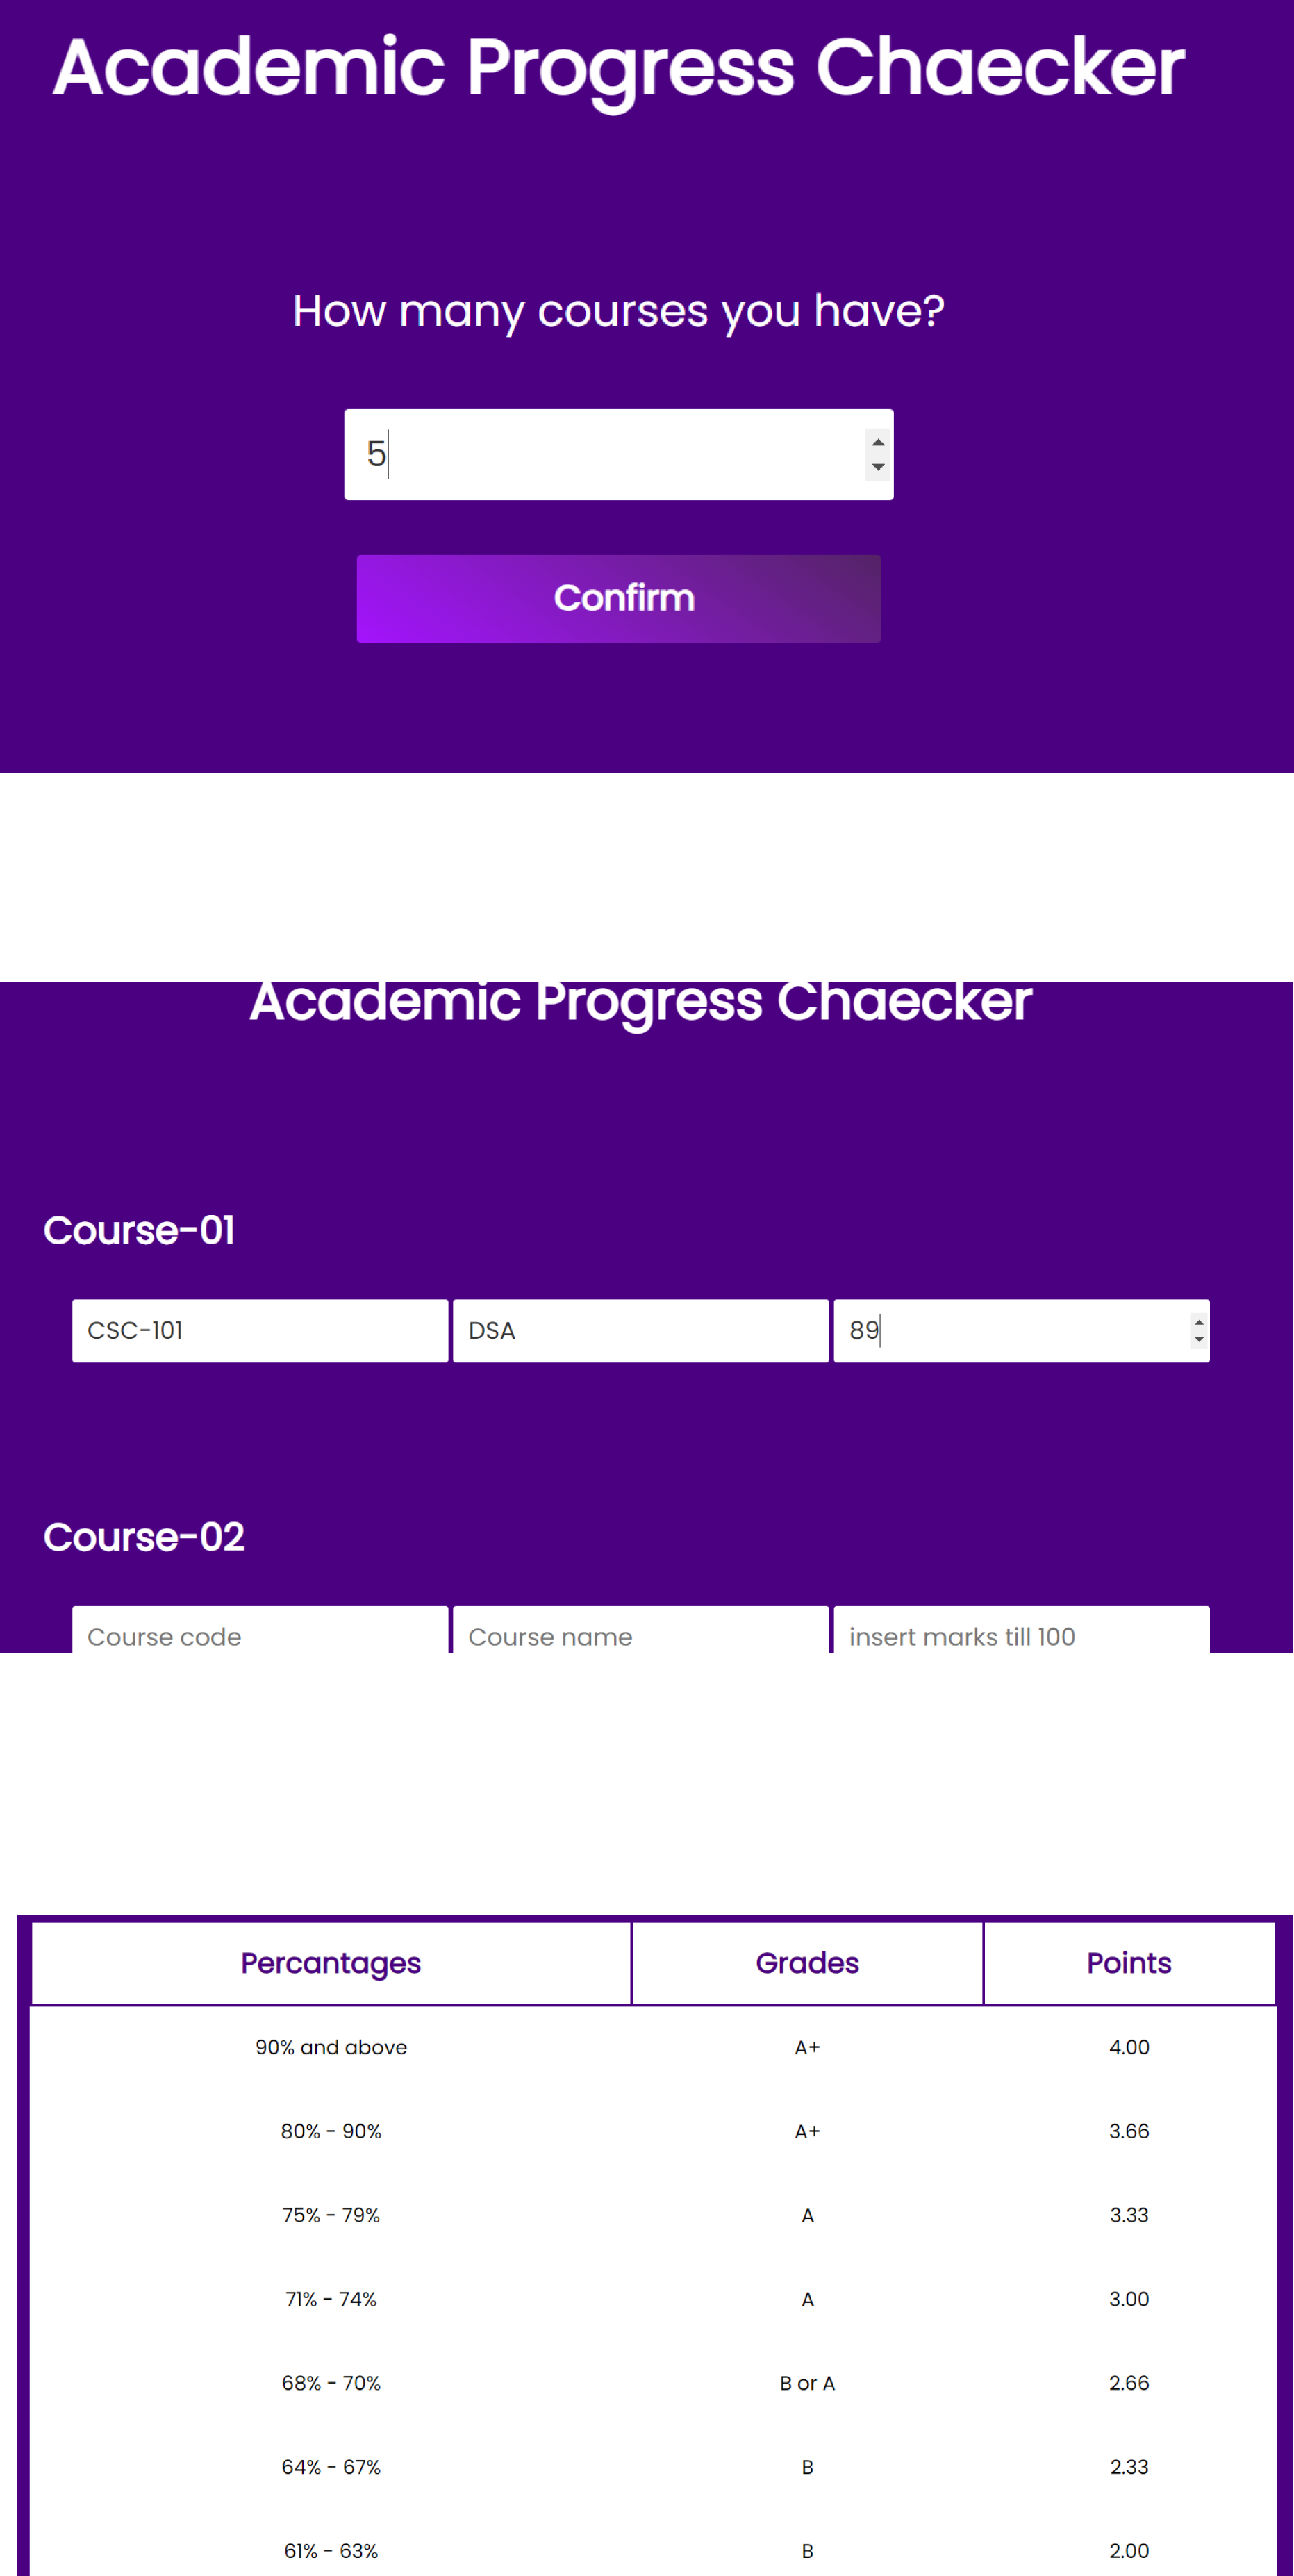 Academic Progress Chaecker
How many courses you have?
5
Confirm
Academic Progress Chaecker
Course-01
CSC-101 DSA 89
Course-02
Course code Course name insert marks till 100
Percantages Grades Points
90% and above A+ 4.00
80% - 90% A+ 3.66
75% - 79% A 3.33
71% - 74% A 3.00
68% - 70% B or A 2.66
64% - 67% B 2.33
61% - 63% B 2.00